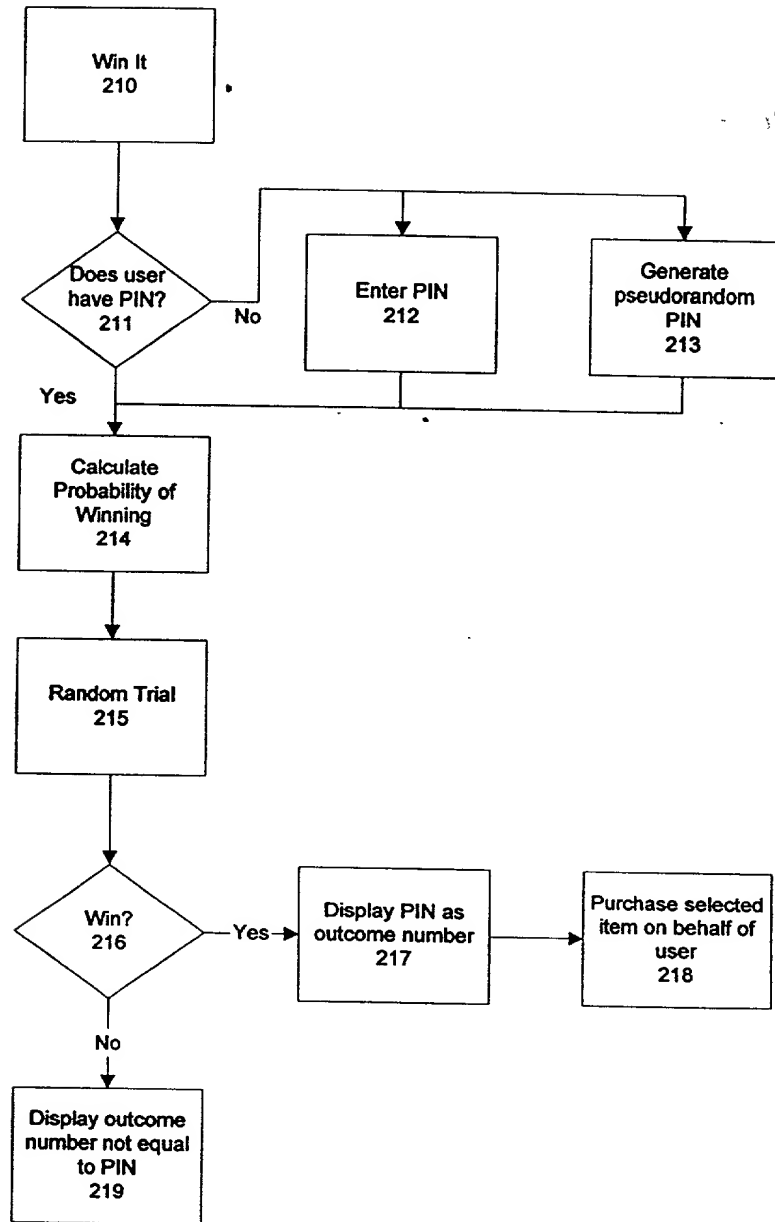 Win It
210
Does user
have PIN?
211
No
Enter PIN
212
Generate
pseudorandom
PIN
213
Yes
Calculate
Probability of
Winning
214
Random Trial
215
Win?
216
Yes
Display PIN as
outcome number
217
Purchase selected
item on behalf of
user
218
No
Display outcome
number not equal
to PIN
219